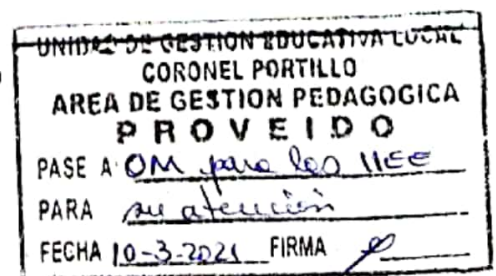 UNIDAD DE GESTION EDUCATIVA LOCAL
CORONEL PORTILLO
AREA DE GESTION PEDAGOGICA
PROVEIDO
PASE A OM para los IIEE
PARA su atención
FECHA 10-3-2021 FIRMA